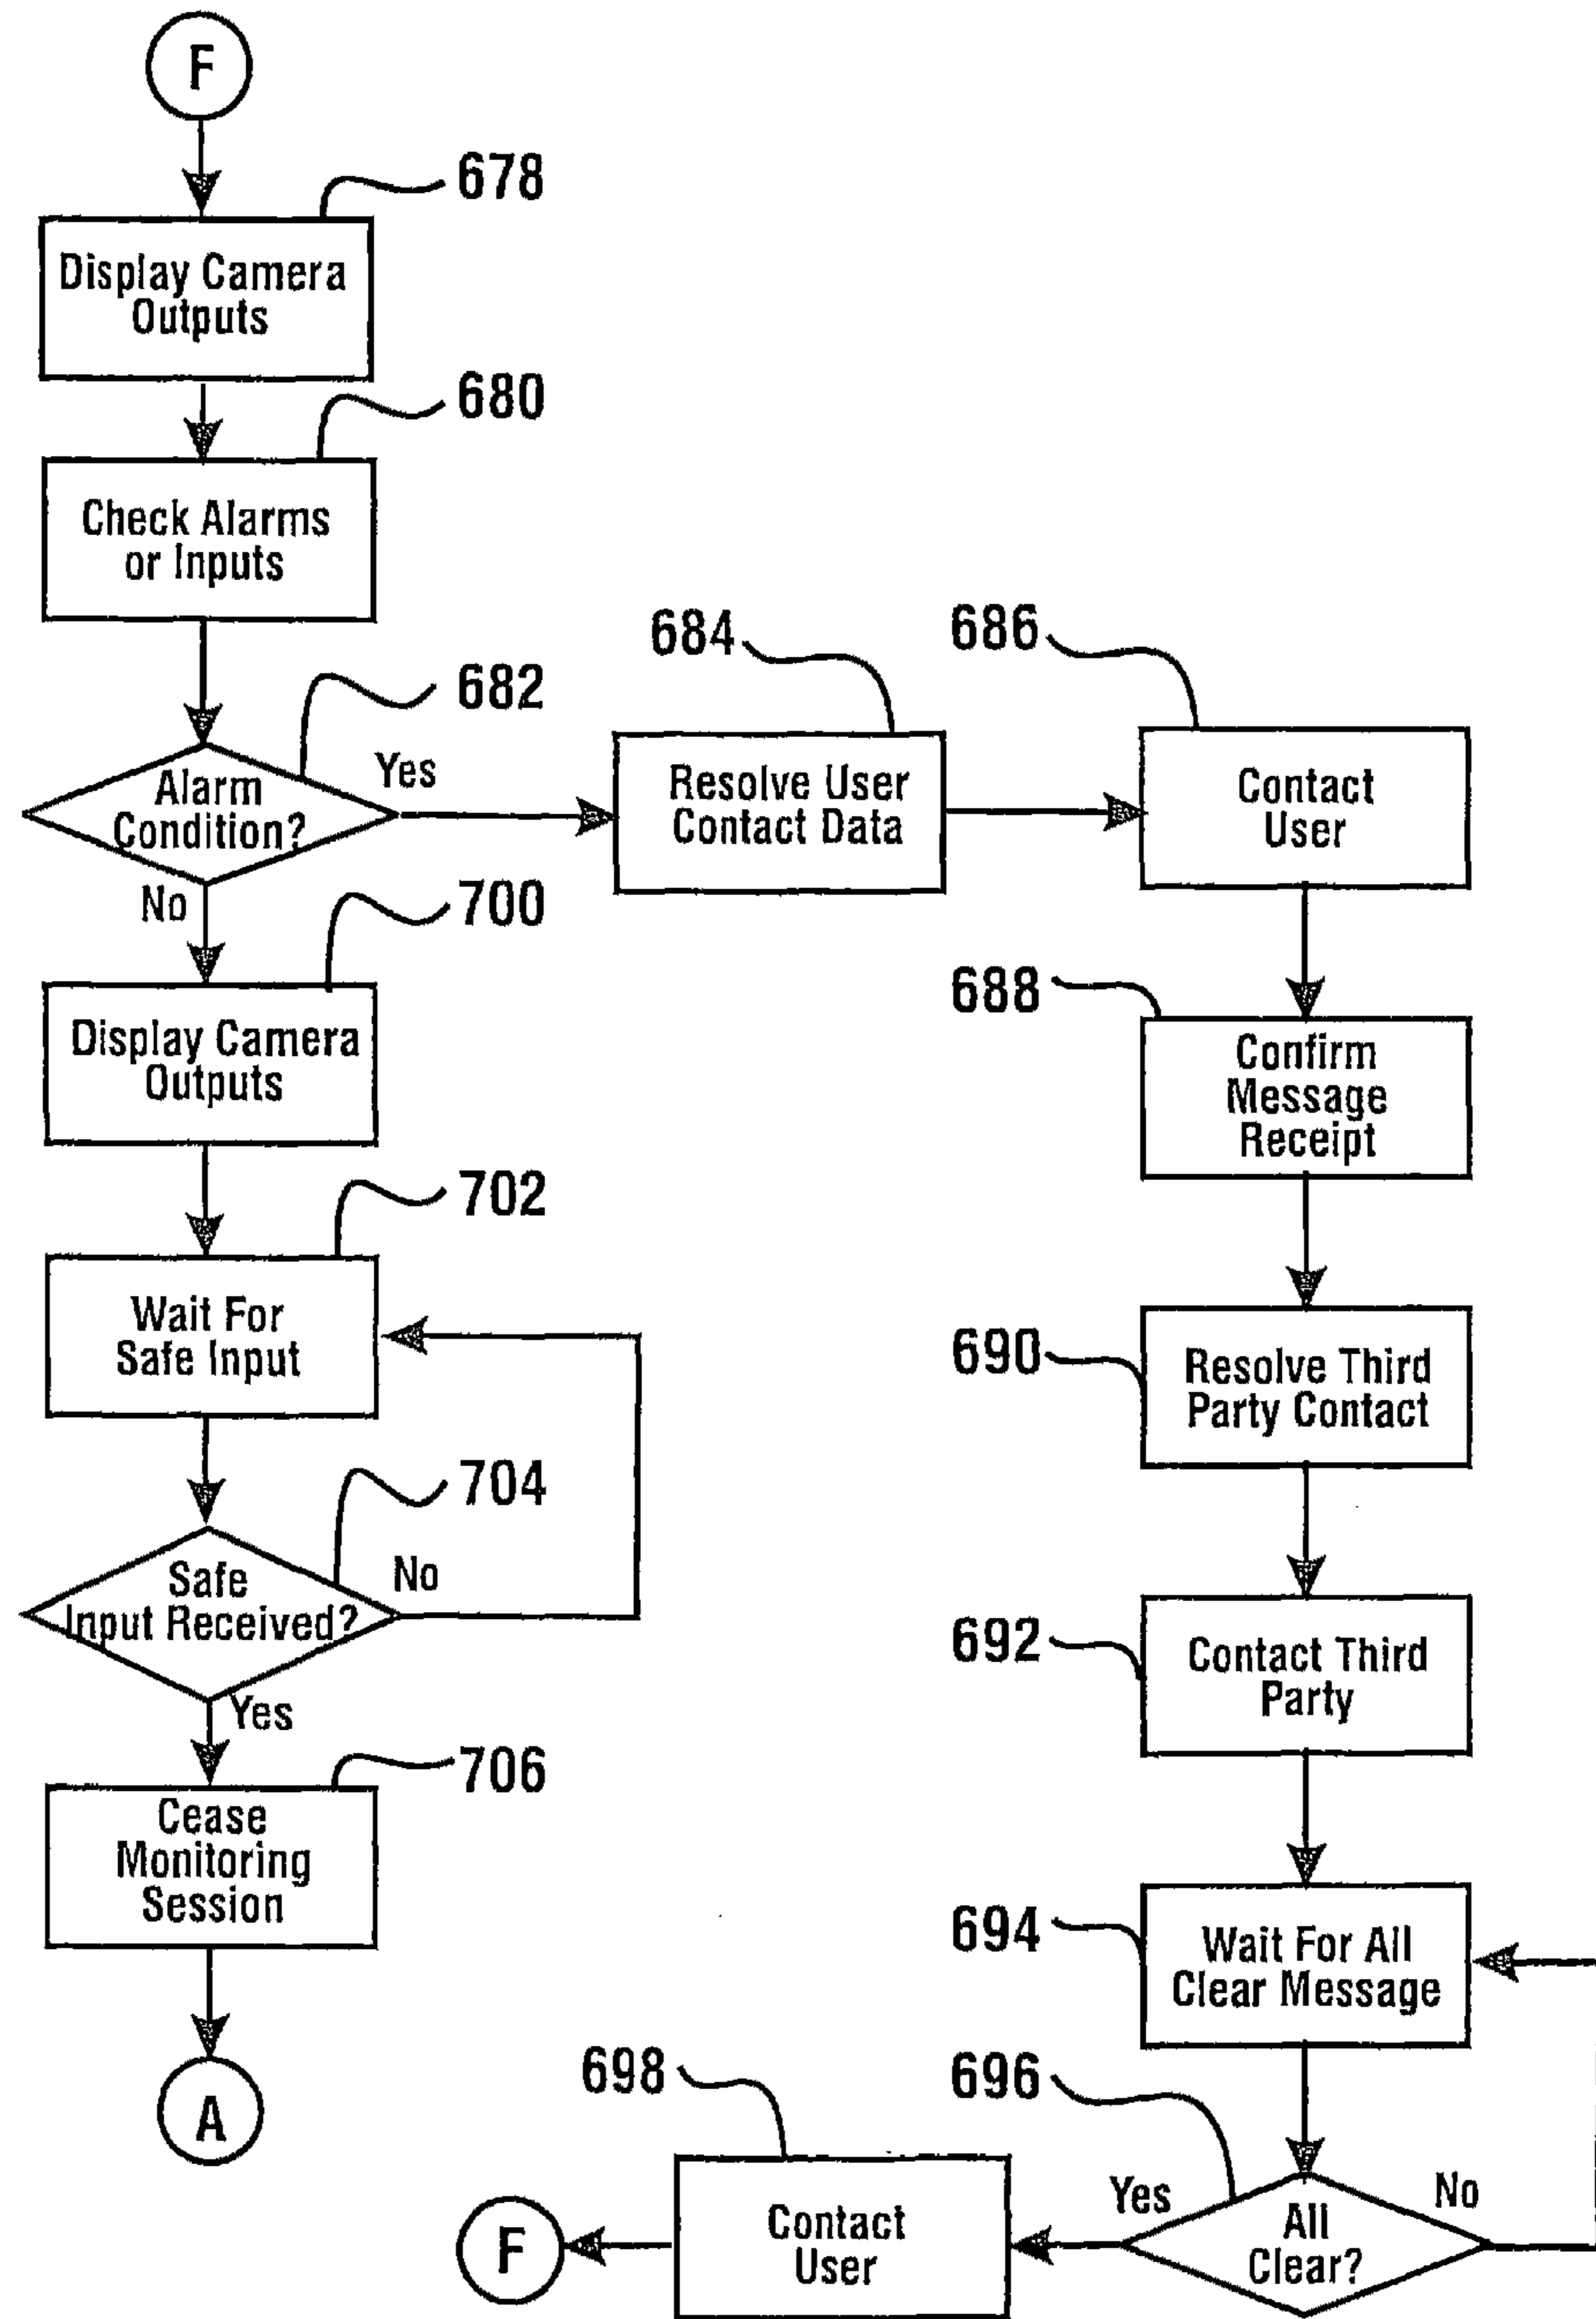 F
678
Display Camera
Outputs
680
Check Alarms
or Inputs
682
Alarm
Condition?
Yes
No
684
Resolve User
Contact Data
686
Contact
User
688
Confirm
Message
Receipt
690
Resolve Third
Party Contact
692
Contact Third
Party
694
Wait For All
Clear Message
696
All
Clear?
Yes
No
698
Contact
User
F
700
Display Camera
Outputs
702
Wait For
Safe Input
704
Safe
Input Received?
No
Yes
706
Cease
Monitoring
Session
A